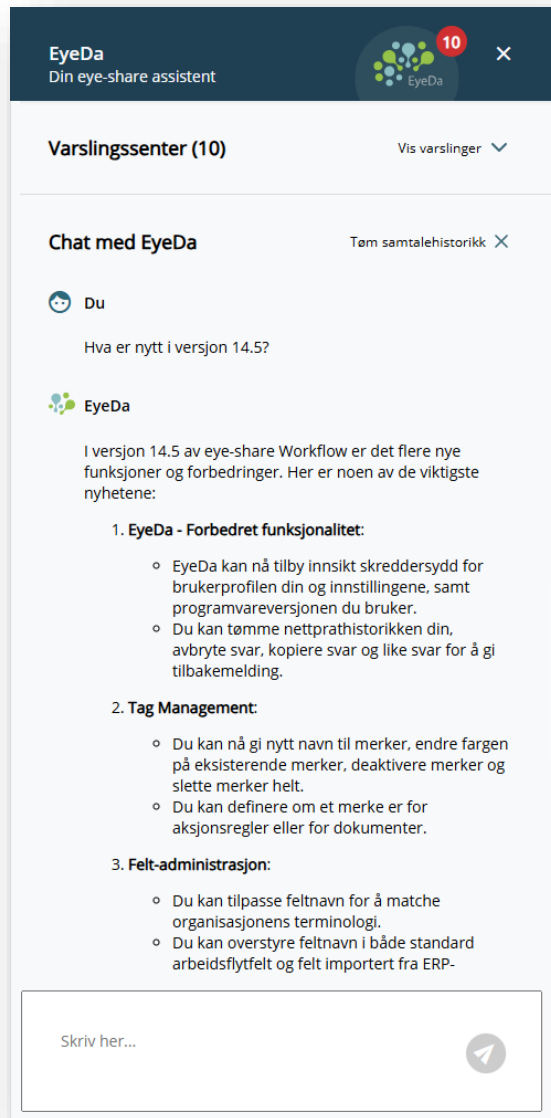 EyeDa
Din eye-share assistent
10
EyeDa
Varslingssenter (10)
Vis varslinger
Chat med EyeDa
Tøm samtalehistorikk
Du
Hva er nytt i versjon 14.5?
EyeDa
I versjon 14.5 av eye-share Workflow er det flere nye
funksjoner og forbedringer. Her er noen av de viktigste
nyhetene:
1. EyeDa - Forbedret funksjonalitet:
EyeDa kan nå tilby innsikt skreddersydd for
brukerprofilen din og innstillingene, samt
programvareversjonen du bruker.
Du kan tømme nettprathistorikken din,
avbryte svar, kopiere svar og like svar for å gi
tilbakemelding.
2. Tag Management:
Du kan nå gi nytt navn til merker, endre fargen
på eksisterende merker, deaktivere merker og
slette merker helt.
Du kan definere om et merke er for
aksjonsregler eller for dokumenter.
3. Felt-administrasjon:
Du kan tilpasse feltnavn for å matche
organisasjonens terminologi.
Du kan overstyre feltnavn i både standard
arbeidsflytfelt og felt importert fra ERP-
Skriv her...